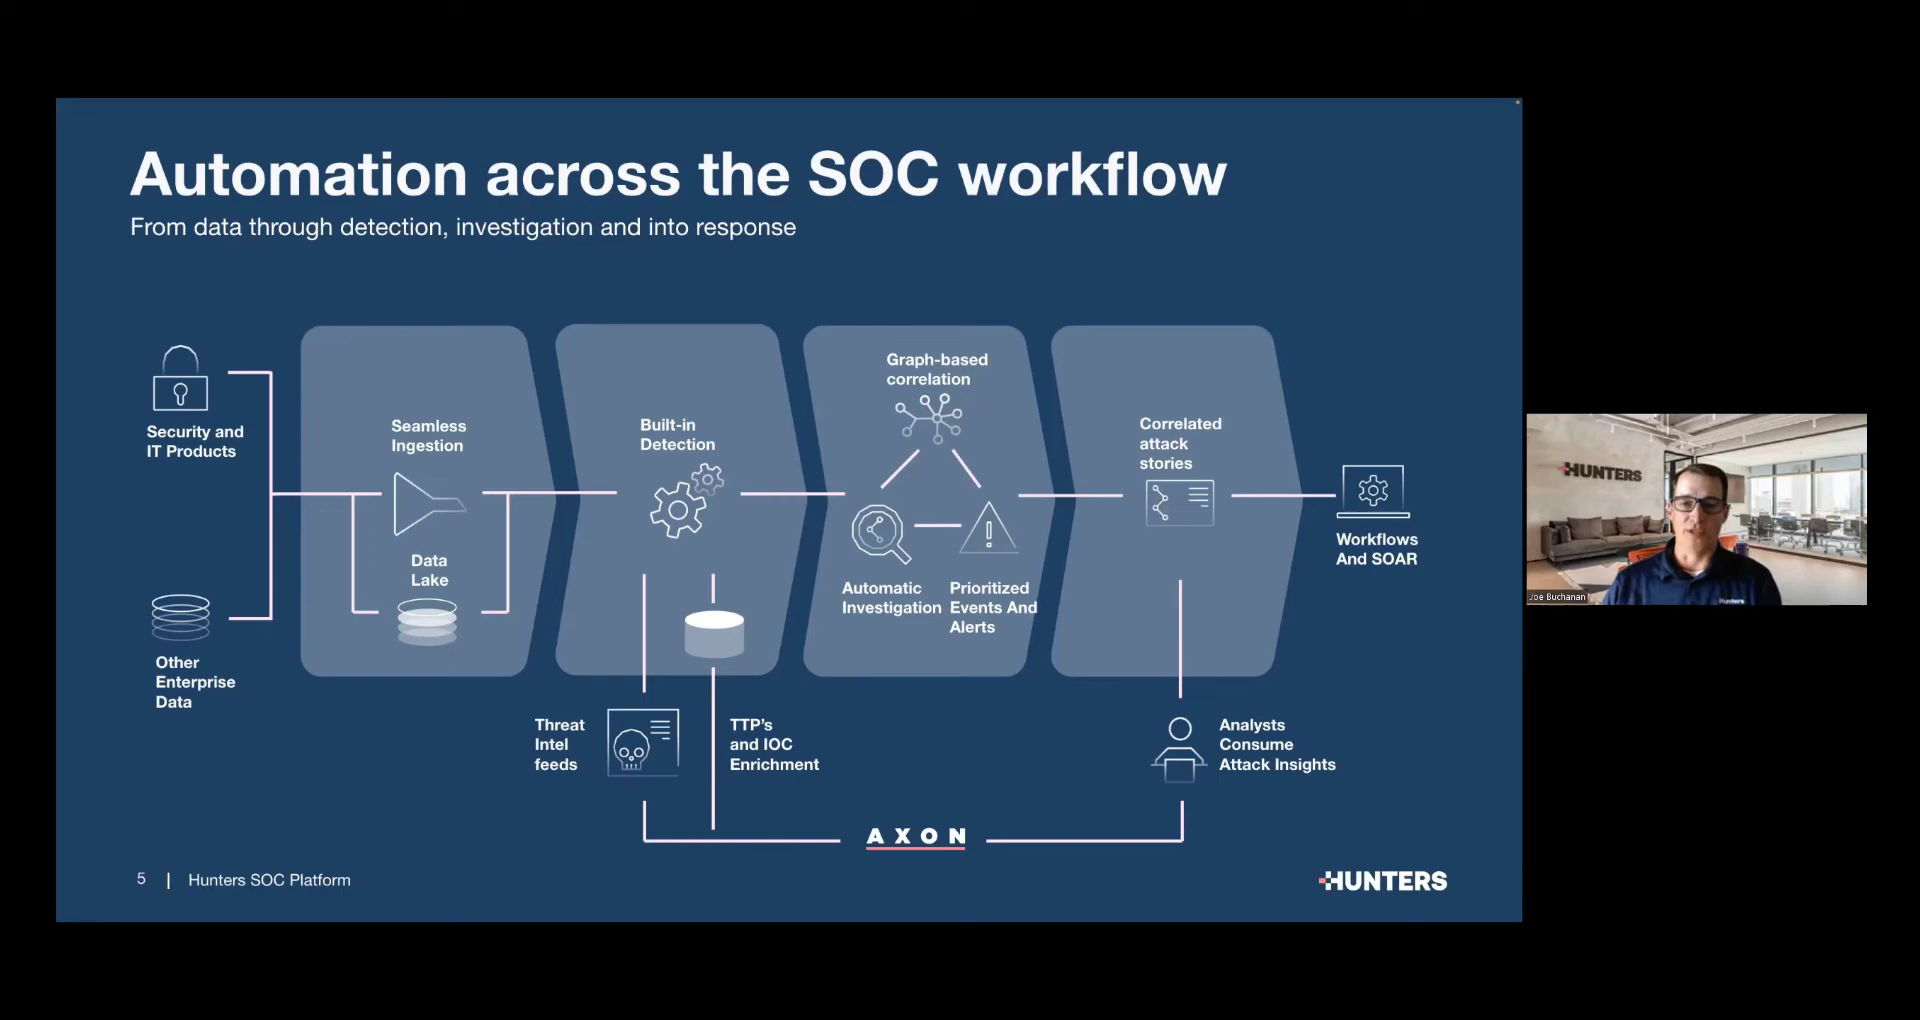 Automation across the SOC workflow
From data through detection, investigation and into response
Security and
IT Products
Other
Enterprise
Data
Seamless
Ingestion
Data
Lake
Built-in
Detection
Graph-based
correlation
Automatic
Investigation
Prioritized
Events And
Alerts
Correlated
attack
stories
Workflows
And SOAR
Threat
Intel
feeds
TTP's
and IOC
Enrichment
Analysts
Consume
Attack Insights
AXON
5 | Hunters SOC Platform
HUNTERS
HUNTERS
Hunters
Joe Buchanan